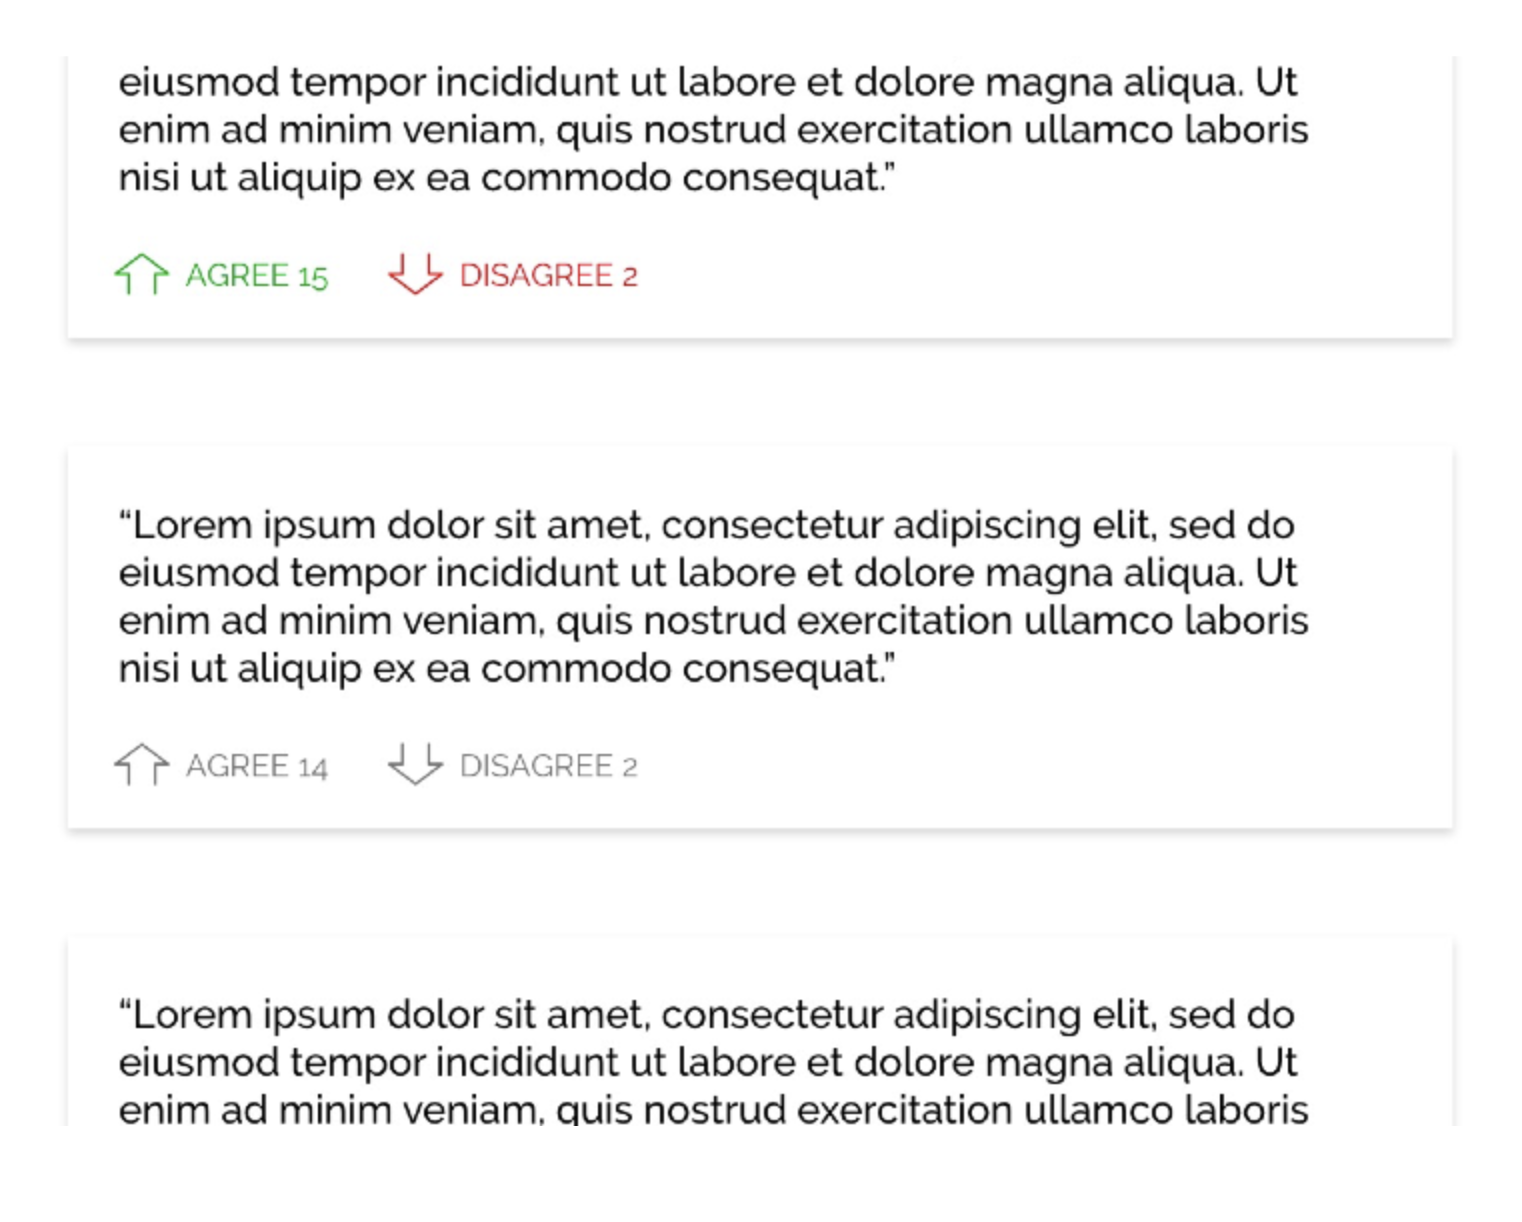 eiusmod tempor incididunt ut labore et dolore magna aliqua. Ut
enim ad minim veniam, quis nostrud exercitation ullamco laboris
nisi ut aliquip ex ea commodo consequat.”
AGREE 15 DISAGREE 2
“Lorem ipsum dolor sit amet, consectetur adipiscing elit, sed do
eiusmod tempor incididunt ut labore et dolore magna aliqua. Ut
enim ad minim veniam, quis nostrud exercitation ullamco laboris
nisi ut aliquip ex ea commodo consequat.”
AGREE 14 DISAGREE 2
“Lorem ipsum dolor sit amet, consectetur adipiscing elit, sed do
eiusmod tempor incididunt ut labore et dolore magna aliqua. Ut
enim ad minim veniam, quis nostrud exercitation ullamco laboris